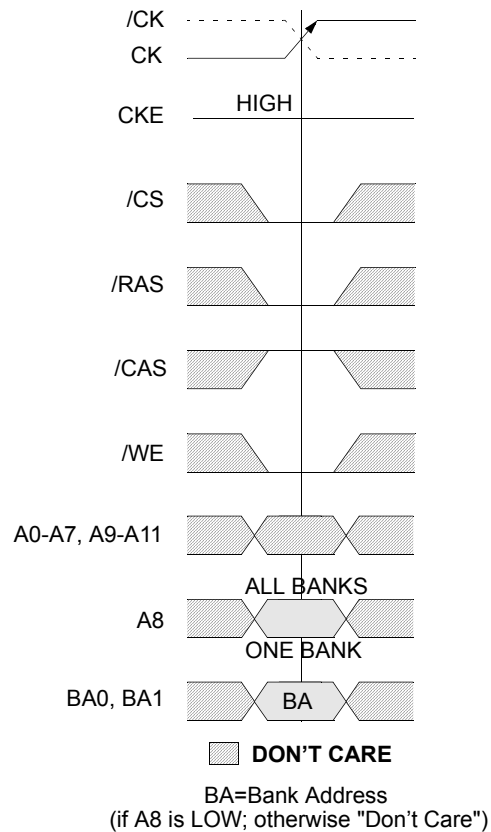 /CK
CK
CKE HIGH
/CS
/RAS
/CAS
/WE
A0-A7, A9-A11
ALL BANKS
A8
ONE BANK
BA0, BA1 BA
DON'T CARE
BA=Bank Address
(if A8 is LOW; otherwise "Don't Care")